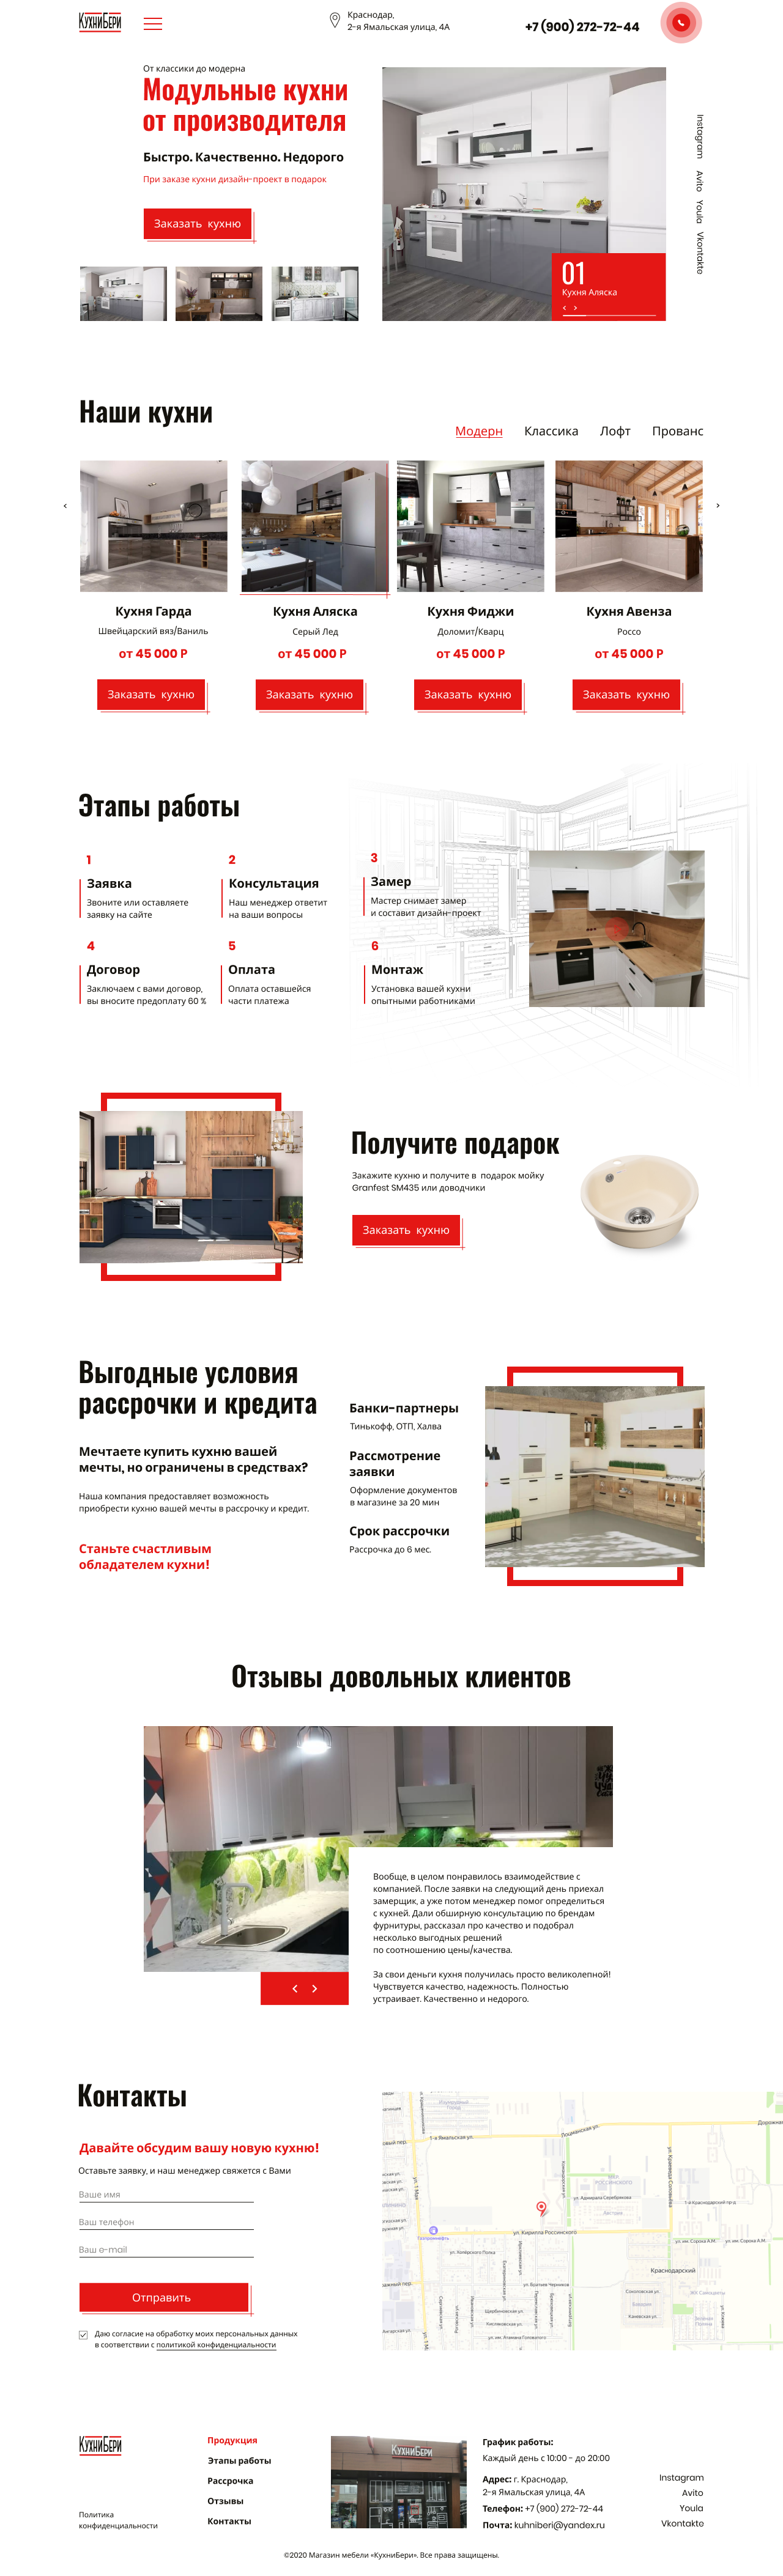 КУХНИБЕРИ
Краснодар,
2-я Ямальская улица, 4А
+7 (900) 272-72-44
От классики до модерна
Модульные кухни
от производителя
Быстро. Качественно. Недорого
При заказе кухни дизайн-проект в подарок
Заказать кухню
01
Кухня Аляска
Instagram
Avito
Youla
Vkontakte
Наши кухни
Модерн Классика Лофт Прованс
Кухня Гарда
Швейцарский вяз/Ваниль
от 45 000 Р
Заказать кухню
Кухня Аляска
Серый Лед
от 45 000 Р
Заказать кухню
Кухня Фиджи
Доломит/Кварц
от 45 000 Р
Заказать кухню
Кухня Авенза
Россо
от 45 000 Р
Заказать кухню
Этапы работы
1
Заявка
Звоните или оставляете
заявку на сайте
2
Консультация
Наш менеджер ответит
на ваши вопросы
3
Замер
Мастер снимает замер
и составит дизайн-проект
4
Договор
Заключаем с вами договор,
вы вносите предоплату 60 %
5
Оплата
Оплата оставшейся
части платежа
6
Монтаж
Установка вашей кухни
опытными работниками
Получите подарок
Закажите кухню и получите в подарок мойку
Granfest SM435 или доводчики
Заказать кухню
Выгодные условия
рассрочки и кредита
Мечтаете купить кухню вашей
мечты, но ограничены в средствах?
Наша компания предоставляет возможность
приобрести кухню вашей мечты в рассрочку и кредит.
Станьте счастливым
обладателем кухни!
Банки-партнеры
Тинькофф, ОТП, Халва
Рассмотрение
заявки
Оформление документов
в магазине за 20 мин
Срок рассрочки
Рассрочка до 6 мес.
Отзывы довольных клиентов
Вообще, в целом понравилось взаимодействие с
компанией. После заявки на следующий день приехал
замерщик, а уже потом менеджер помог определиться
с кухней. Дали обширную консультацию по брендам
фурнитуры, рассказал про качество и подобрал
несколько выгодных решений
по соотношению цены/качества.
За свои деньги кухня получилась просто великолепной!
Чувствуется качество, надежность. Полностью
устраивает. Качественно и недорого.
Контакты
Давайте обсудим вашу новую кухню!
Оставьте заявку, и наш менеджер свяжется с Вами
Ваше имя
Ваш телефон
Ваш e-mail
Отправить
Даю согласие на обработку моих персональных данных
в соответствии с политикой конфиденциальности
1-я Ямальская ул.
ул. Адмирала Серебрякова
ул. Кирилла Россинского
Краснодарский
КУХНИБЕРИ
Политика
конфиденциальности
Продукция
Этапы работы
Рассрочка
Отзывы
Контакты
КУХНИБЕРИ
График работы:
Каждый день с 10:00 - до 20:00
Адрес: г. Краснодар,
2-я Ямальская улица, 4А
Телефон: +7 (900) 272-72-44
Почта: kuhniberi@yandex.ru
Instagram
Avito
Youla
Vkontakte
©2020 Магазин мебели «КухниБери». Все права защищены.